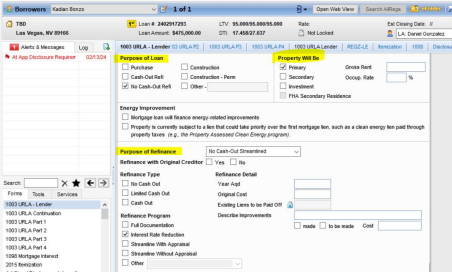 Borrowers Kadian Bonzo 1 of 1 Open Web View Search AllRegs
TBD Loan #: 2402917293 LTV: 95.000/95.000/95.000 Rate: Est Closing Date: //
Las Vegas, NV 89166 Loan Amount: $475,000.00 DTI: 17.458/27.037 Not Locked LA: Daniel Gonzalez
Alerts & Messages Log 1003 URLA - Lender 03 URLA P2 1003 URLA P3 1003 URLA P4 1003 URLA Lender REGZ-LE Itemization 1098 Disclosu
At App Disclosure Requirer 02/13/24
Purpose of Loan Property Will Be
Purchase Construction Primary Gross Rent
Cash-Out Refi Construction - Perm Secondary Occup. Rate %
No Cash-Out Refi Other - Investment
FHA Secondary Residence
Energy Improvement
Mortgage loan will finance energy-related improvements
Property is currently subject to a lien that could take priority over the first mortgage lien, such as a clean energy lien paid through
property taxes (e.g., the Property Assessed Clean Energy program).
Purpose of Refinance No Cash-Out Streamlined
Refinance with Original Creditor Yes No
Refinance Type Refinance Detail
No Cash Out Year Aqd
Limited Cash Out Original Cost
Cash Out Existing Liens to be Paid Off
Refinance Program Describe Improvements
Full Documentation made to be made Cost
Interest Rate Reduction
Streamline With Appraisal
Streamline Without Appraisal
Other
Search:
Forms Tools Services
1003 URLA - Lender
1003 URLA Continuation
1003 URLA Part 1
1003 URLA Part 2
1003 URLA Part 3
1003 URLA Part 4
1098 Mortgage Interest
2015 Itemization